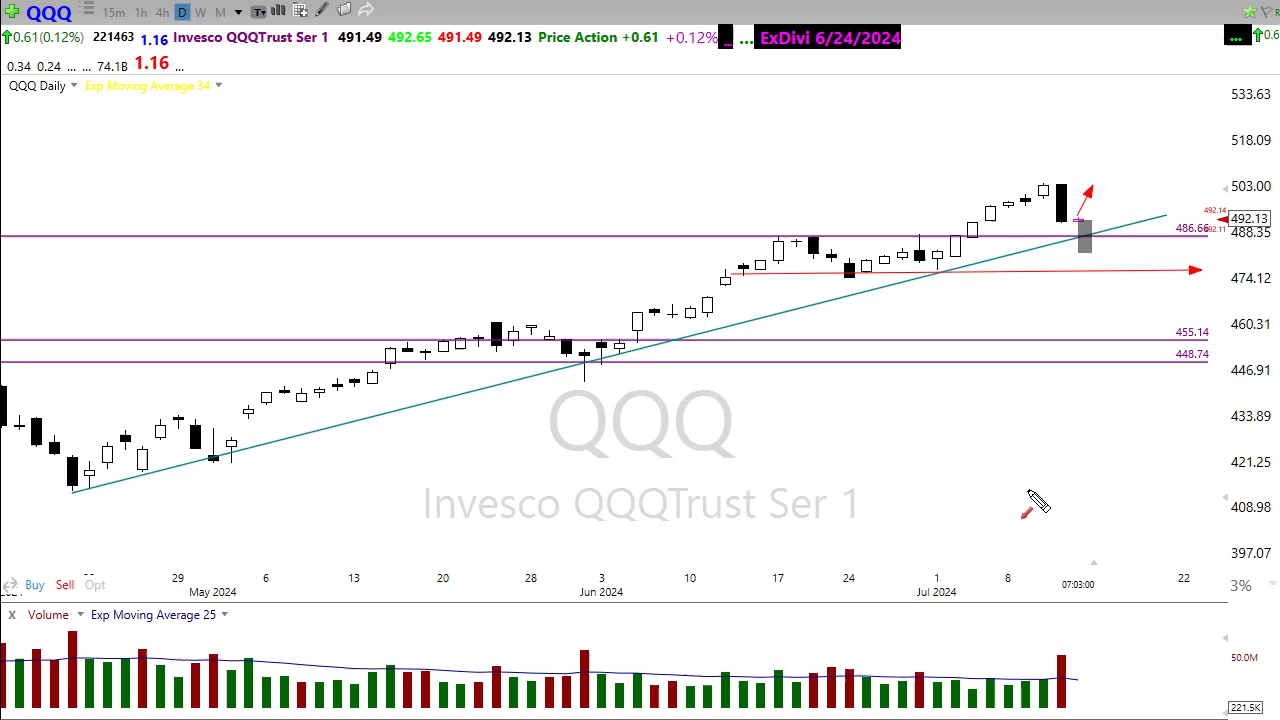 QQQ 15m 1h 4h D W M T
0.61(0.12%) 221463 1.16 Invesco QQQTrust Ser 1 491.49 492.65 491.49 492.13 Price Action +0.61 +0.12% ... ... ExDivi 6/24/2024 ... 0.6
0.34 0.24 ... ... 74.1B 1.16 ...
QQQ Daily Exp Moving Average 34
533.63
518.09
503.00
492.14
492.13
486.66 492.11
488.35
474.12
460.31
455.14
448.74
446.91
433.89
421.25
408.98
397.07
QQQ
Invesco QQQTrust Ser 1
29 6 13 20 28 3 10 17 24 1 8 07:03:00 22
Buy Sell Opt 3%
May 2024 Jun 2024 Jul 2024
X Volume Exp Moving Average 25
50.0M
221.5K